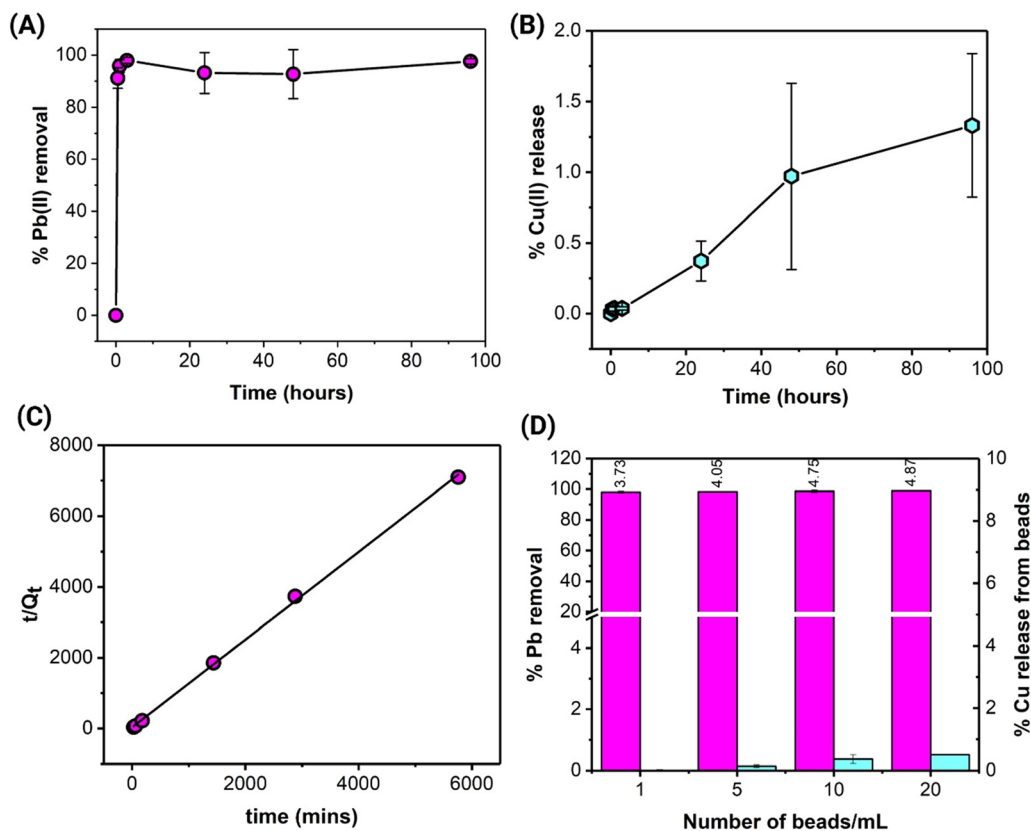 (A)
% Pb(II) removal
120
100
80
60
40
20
0
0 20 40 60 80 100
Time (hours)
(B)
% Cu(II) release
2.0
1.5
1.0
0.5
0.0
0 20 40 60 80 100
Time (hours)
(C)
t/Qt
8000
6000
4000
2000
0
0 2000 4000 6000
time (mins)
(D)
% Pb removal
120
100
80
60
40
20
4
2
0
3.73 4.05 4.75 4.87
10
8
6
4
2
0
% Cu release from beads
1 5 10 20
Number of beads/mL